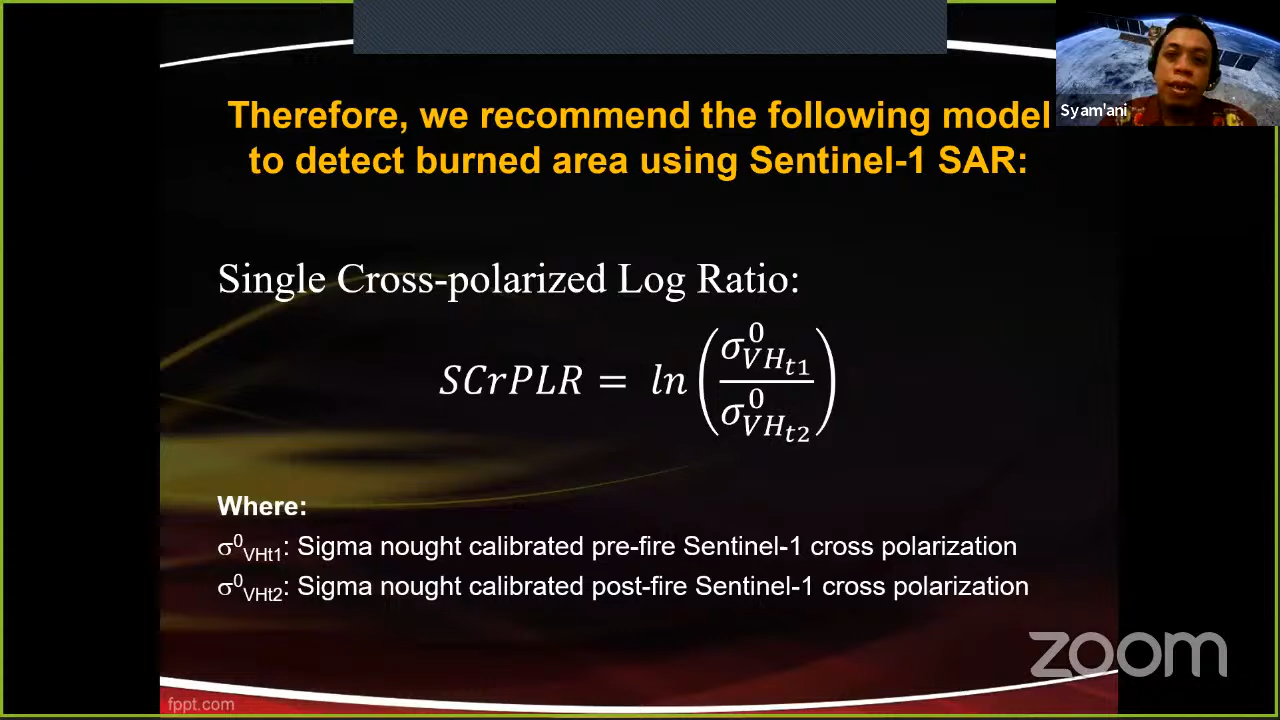 Therefore, we recommend the following model
to detect burned area using Sentinel-1 SAR:
Syam'ani
Single Cross-polarized Log Ratio:
SCrPLR = ln(σ⁰_VH_t1 / σ⁰_VH_t2)
Where:
σ⁰VHt1: Sigma nought calibrated pre-fire Sentinel-1 cross polarization
σ⁰VHt2: Sigma nought calibrated post-fire Sentinel-1 cross polarization
zoom
fppt.com